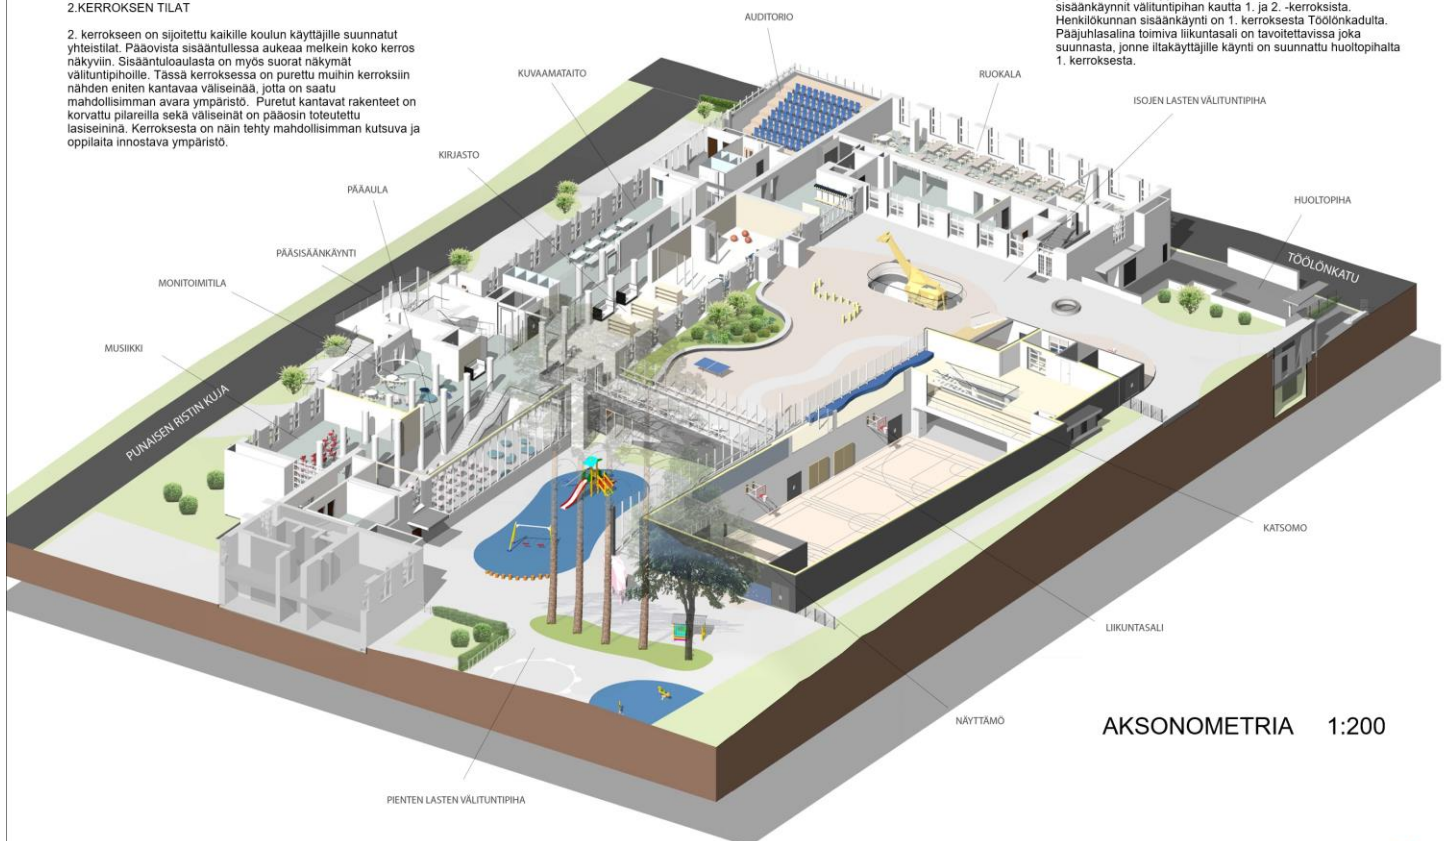 2.KERROKSEN TILAT
2. kerrokseen on sijoitettu kaikille koulun käyttäjille suunnatut
yhteistilat. Pääovista sisääntullessa aukeaa melkein koko kerros
näkyviin. Sisääntuloaulasta on myös suorat näkymät
välituntipihoille. Tässä kerroksessa on purettu muihin kerroksiin
nähden eniten kantavaa väliseinää, jotta on saatu
mahdollisimman avara ympäristö. Puretut kantavat rakenteet on
korvattu pilareilla sekä väliseinät on pääosin toteutettu
lasiseininä. Kerroksesta on näin tehty mahdollisimman kutsuva ja
oppilaita innostava ympäristö.
sisäänkäynnit välituntipihan kautta 1. ja 2. -kerroksista.
Henkilökunnan sisäänkäynti on 1. kerroksesta Töölönkadulta.
Pääjuhlasalina toimiva liikuntasali on tavoitettavissa joka
suunnasta, jonne iltakäyttäjille käynti on suunnattu huoltopihalta
1. kerroksesta.
AUDITORIO
KUVAAMATAITO
RUOKALA
ISOJEN LASTEN VÄLITUNTIPIHA
KIRJASTO
PÄÄAULA
HUOLTOPIHA
PÄÄSISÄÄNKÄYNTI
TÖÖLÖNKATU
MONITOIMITILA
MUSIIKKI
PUNAISEN RISTIN KUJA
KATSOMO
LIIKUNTASALI
NÄYTTÄMÖ
AKSONOMETRIA 1:200
PIENTEN LASTEN VÄLITUNTIPIHA